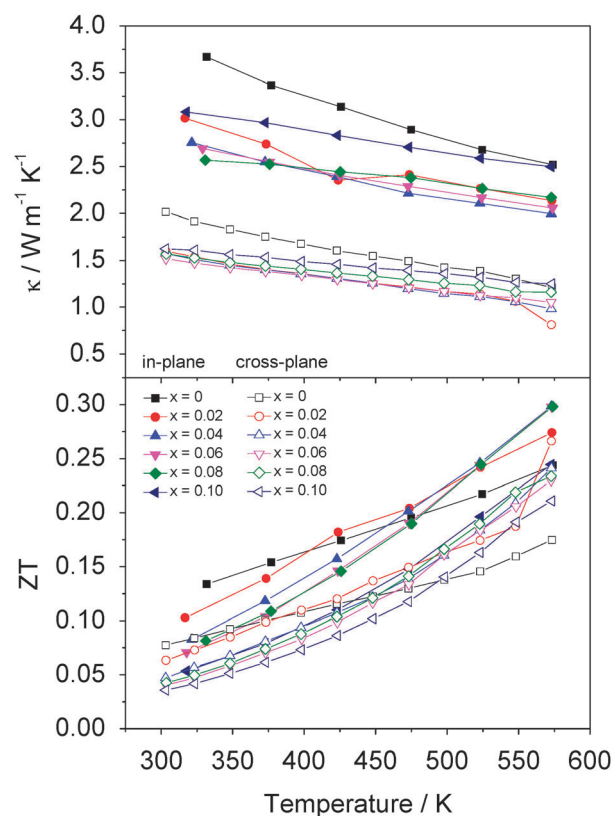 4.0
3.5
3.0
2.5
2.0
1.5
1.0
0.5
κ / W m⁻¹ K⁻¹
in-plane cross-plane
x = 0 x = 0
x = 0.02 x = 0.02
x = 0.04 x = 0.04
x = 0.06 x = 0.06
x = 0.08 x = 0.08
x = 0.10 x = 0.10
0.30
0.25
0.20
0.15
0.10
0.05
0.00
ZT
300 350 400 450 500 550 600
Temperature / K